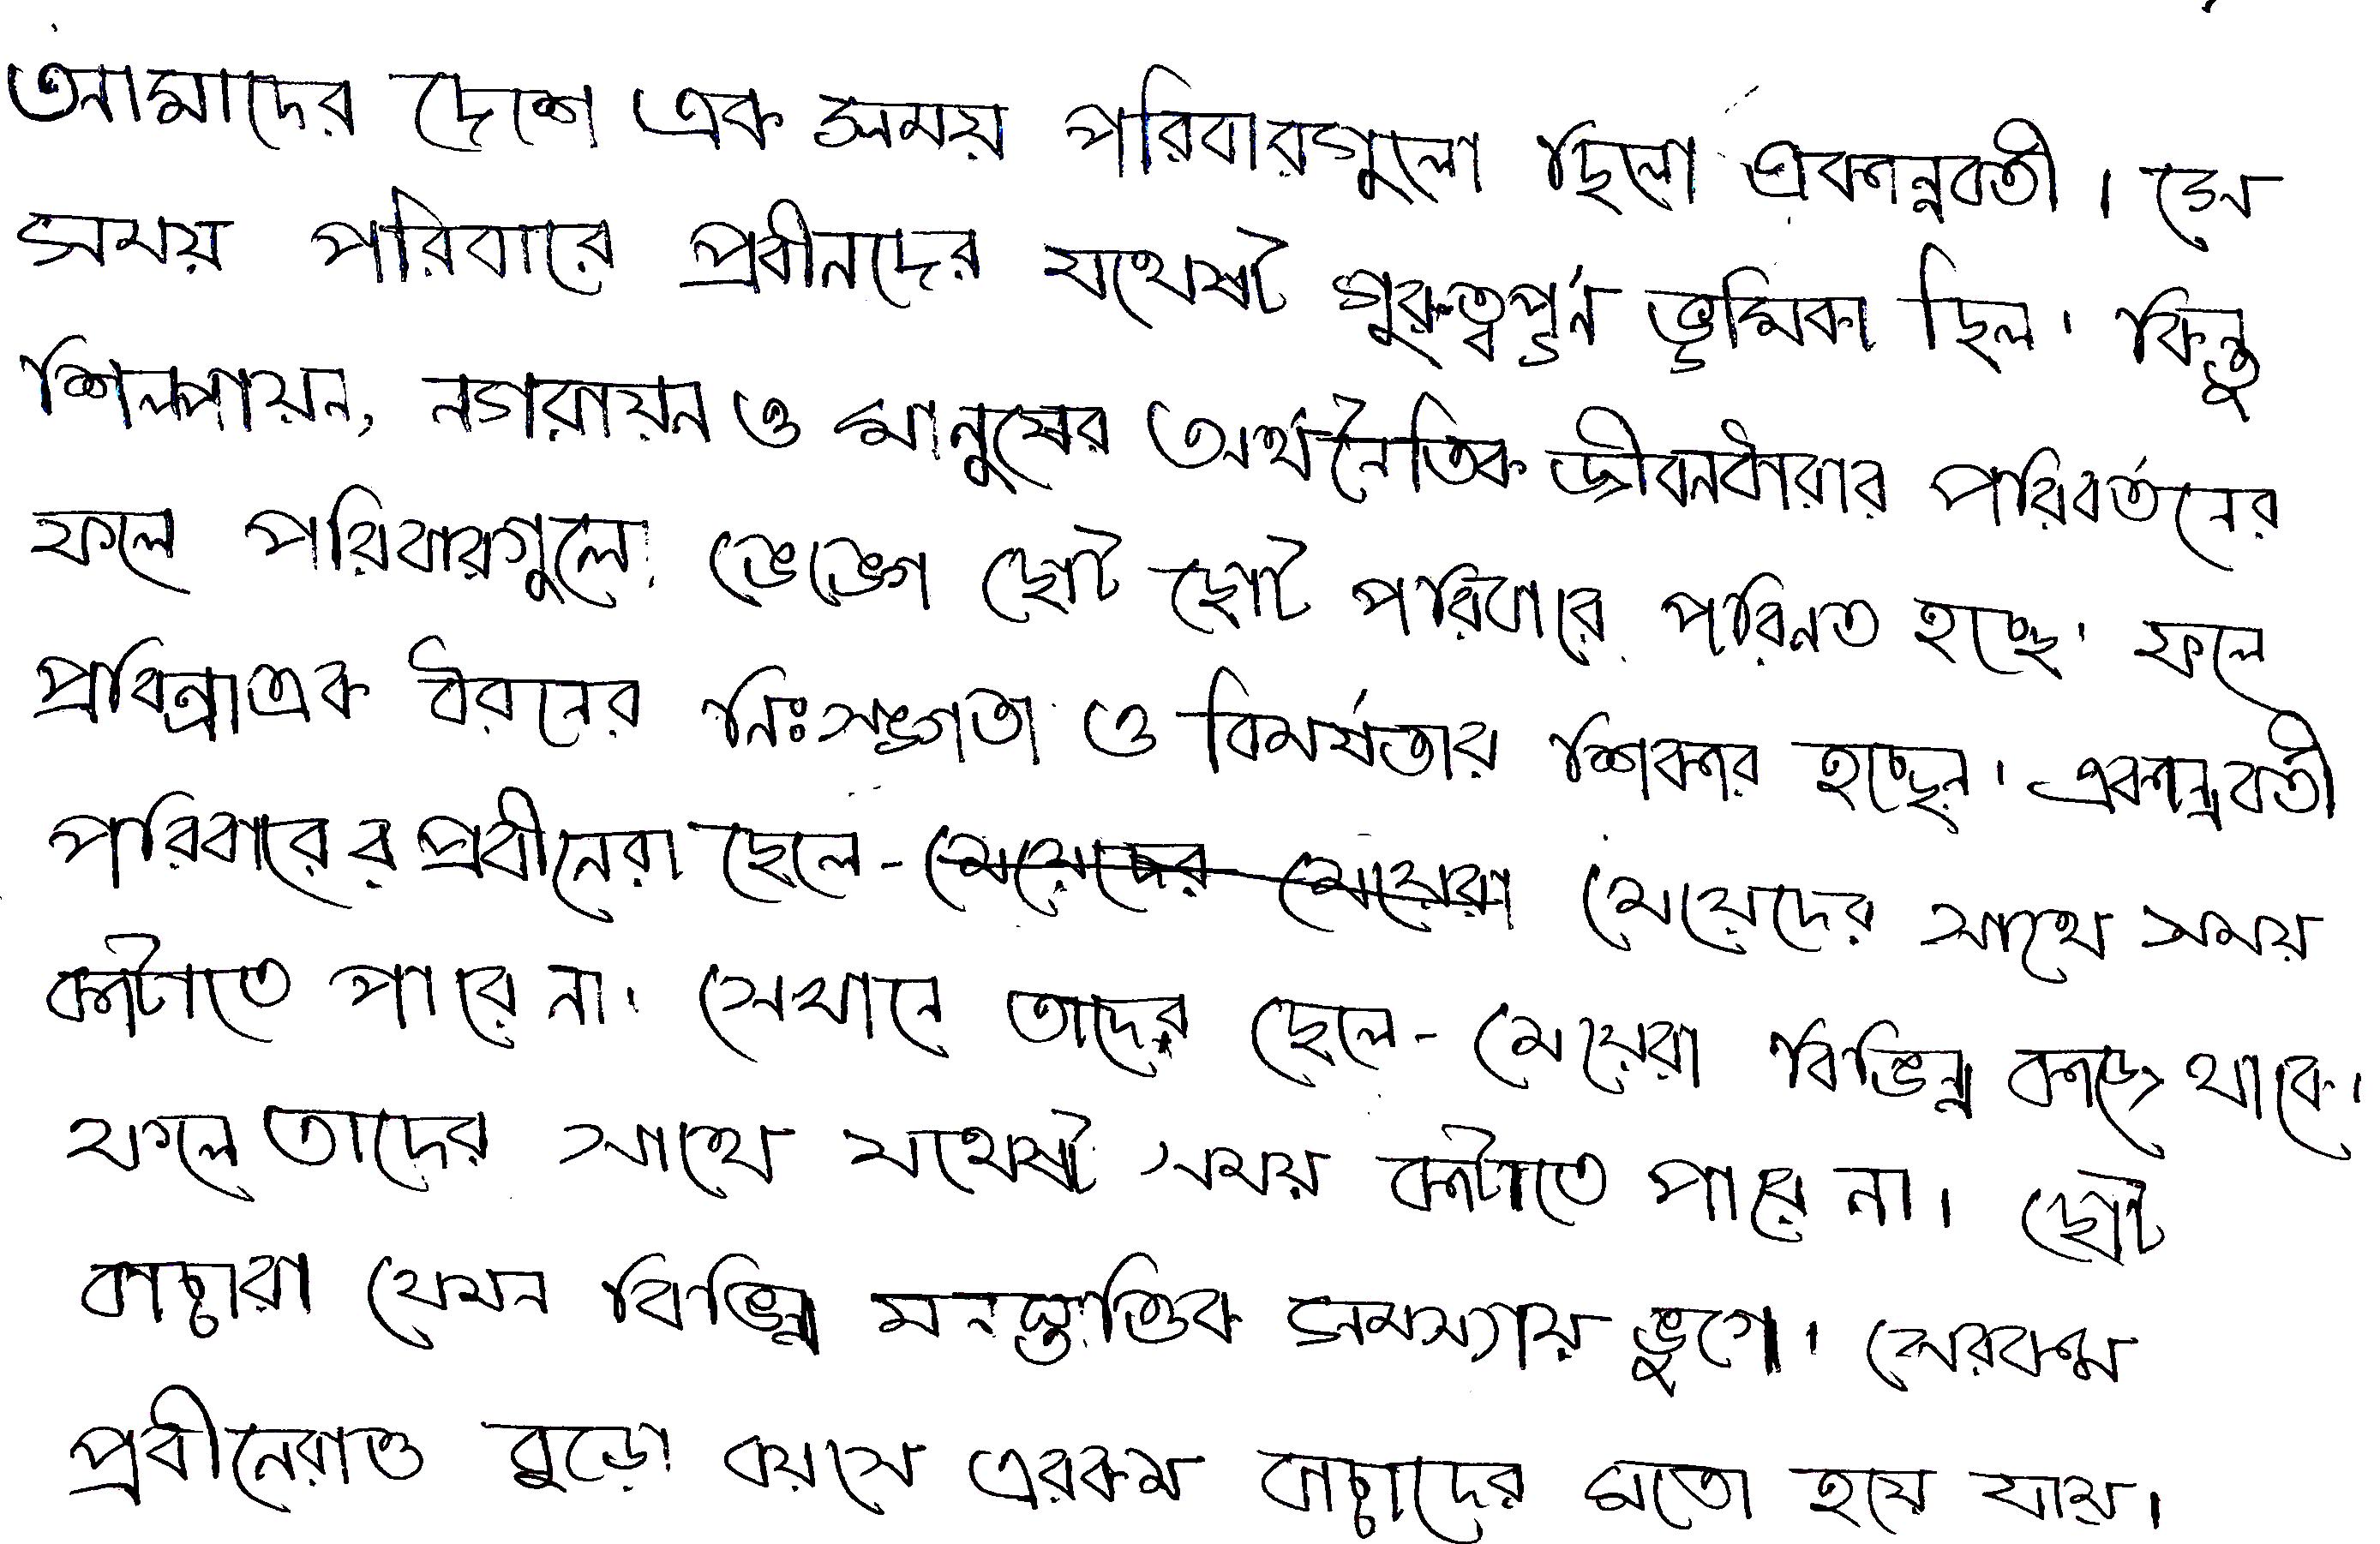 আমাদের দেশে এক সময় পরিবারগুলো ছিলো একান্নবর্তী। সে
সময় পরিবারে প্রবীনদের যথেষ্ট গুরুত্বপূর্ন ভূমিকা ছিল। কিন্তু
শিল্পায়ন, নগরায়ন ও মানুষের অর্থনৈতিক জীবনধারার পরিবর্তনের
ফলে পরিবারগুলো ভেঙ্গে ছোট ছোট পরিবারে পরিনত হচ্ছে। ফলে
প্রবিনরা এক ধরনের নিঃসঙ্গতা ও বিমর্ষতার শিকার হচ্ছেন। একান্নবর্তী
পরিবারের প্রবীনেরা ছেলে-মেয়েদের সাথে সময়
কাটাতে পারে না। সেখানে তাদের ছেলে-মেয়েরা বিভিন্ন কাজে থাকে।
ফলে তাদের সাথে যথেষ্ট সময় কাটাতে পারে না। ছোট
বাচ্চারা যেমন বিভিন্ন মনস্তাত্তিক সমস্যায় ভুগে। সেরকম
প্রবীনেরাও বুড়ো বয়সে এরকম বাচ্চাদের মতো হয়ে যায়।